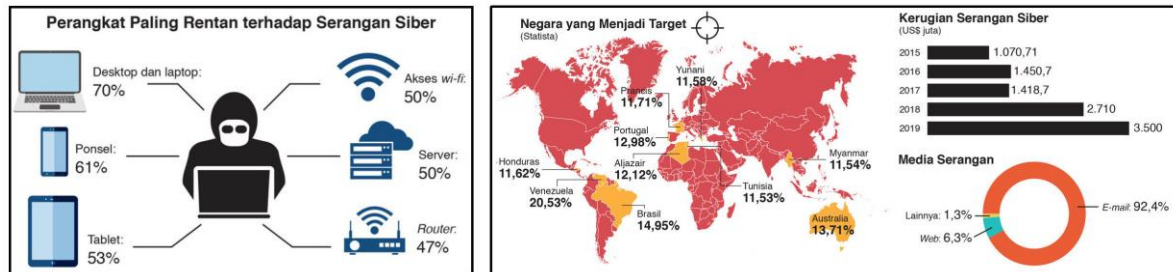 Perangkat Paling Rentan terhadap Serangan Siber
Desktop dan laptop:
70%
Ponsel:
61%
Tablet:
53%
Akses wi-fi:
50%
Server:
50%
Router:
47%
Negara yang Menjadi Target
(Statista)
Yunani
11,58%
Prancis
11,71%
Portugal
12,98%
Aljazair
12,12%
Honduras
11,62%
Venezuela
20,53%
Brasil
14,95%
Tunisia
11,53%
Myanmar
11,54%
Australia
13,71%
Kerugian Serangan Siber
(US$ juta)
2015 1.070,71
2016 1.450,7
2017 1.418,7
2018 2.710
2019 3.500
Media Serangan
E-mail: 92,4%
Lainnya: 1,3%
Web: 6,3%